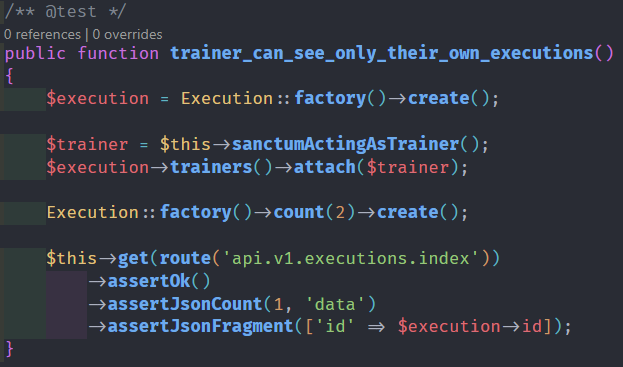 /** @test */
0 references | 0 overrides
public function trainer_can_see_only_their_own_executions()
{
    $execution = Execution::factory()->create();

    $trainer = $this->sanctumActingAsTrainer();
    $execution->trainers()->attach($trainer);

    Execution::factory()->count(2)->create();

    $this->get(route('api.v1.executions.index'))
        ->assertOk()
        ->assertJsonCount(1, 'data')
        ->assertJsonFragment(['id' => $execution->id]);
}